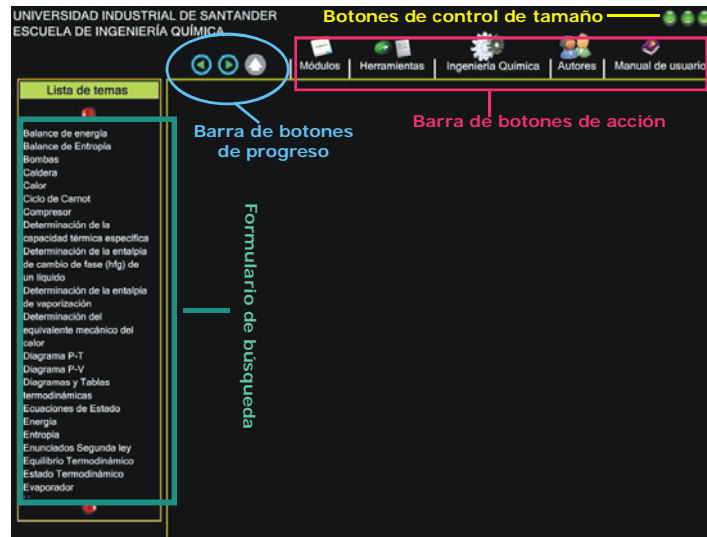 UNIVERSIDAD INDUSTRIAL DE SANTANDER
ESCUELA DE INGENIERÍA QUÍMICA
Botones de control de tamaño
Módulos
Herramientas
Ingeniería Química
Autores
Manual de usuario
Barra de botones
de progreso
Barra de botones de acción
Lista de temas
Balance de energía
Balance de Entropía
Bombas
Caldera
Calor
Ciclo de Carnot
Compresor
Determinación de la
capacidad térmica específica
Determinación de la entalpía
de cambio de fase (hfg) de
un líquido
Determinación de la entalpía
de vaporización
Determinación del
equivalente mecánico del
calor
Diagrama P-T
Diagrama P-V
Diagramas y Tablas
termodinámicas
Ecuaciones de Estado
Energía
Entropía
Enunciados Segunda ley
Equilibrio Termodinámico
Estado Termodinámico
Evaporador
Formulario de búsqueda